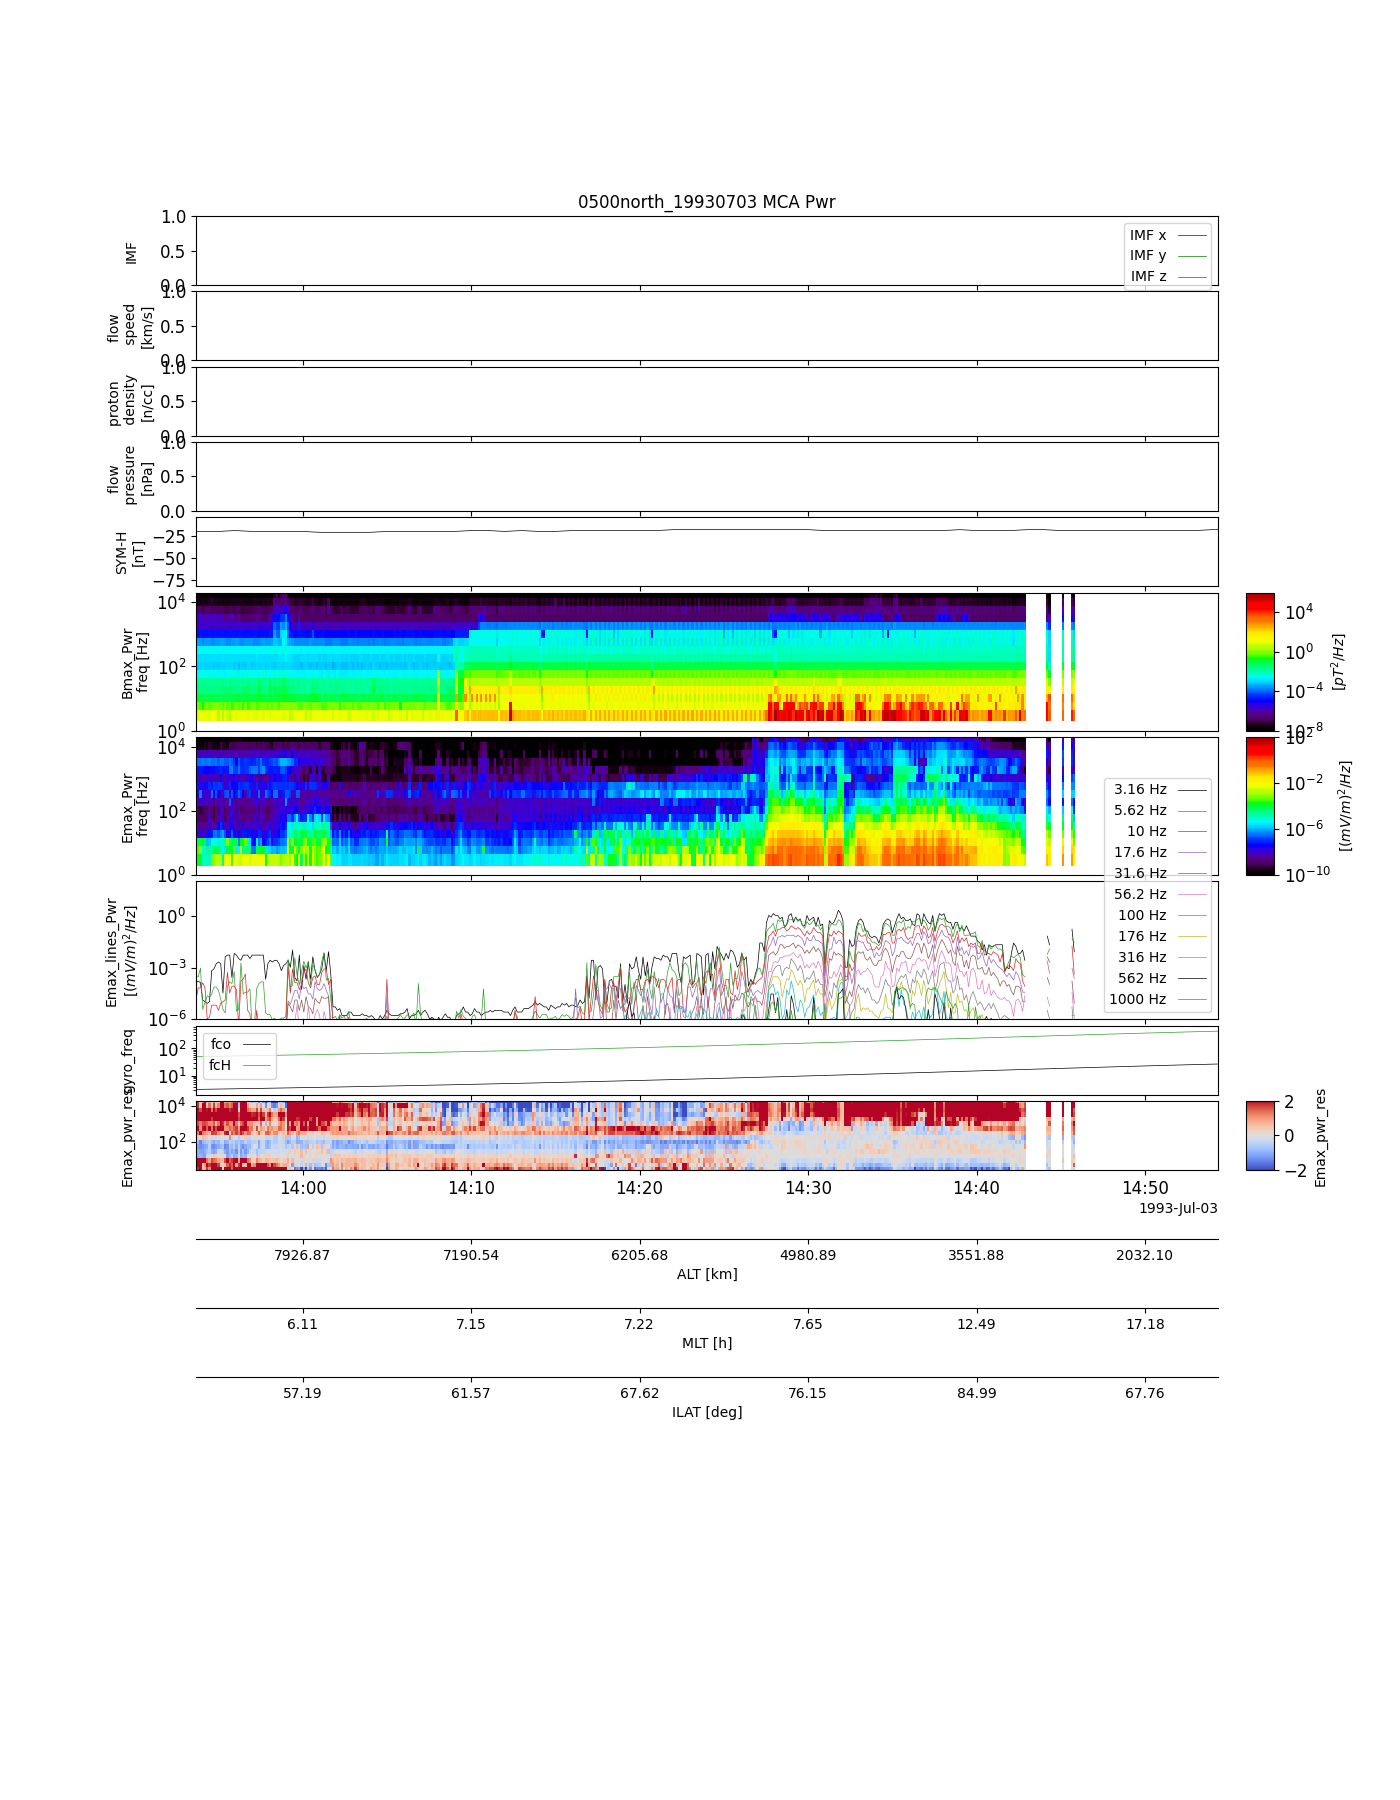 0500north_19930703 MCA Pwr
1.0
0.5
0.0
IMF
IMF x
IMF y
IMF z
1.0
0.5
0.0
flow
speed
[km/s]
1.0
0.5
0.0
proton
density
[n/cc]
1.0
0.5
0.0
flow
pressure
[nPa]
−25
−50
−75
SYM-H
[nT]
10^4
10^2
10^0
Bmax_Pwr
freq [Hz]
10^4
10^0
10^−4
10^−8
[pT^2/Hz]
10^4
10^2
10^0
Emax_Pwr
freq [Hz]
10^2
10^−2
10^−6
10^−10
[(mV/m)^2/Hz]
3.16 Hz
5.62 Hz
10 Hz
17.6 Hz
31.6 Hz
56.2 Hz
100 Hz
176 Hz
316 Hz
562 Hz
1000 Hz
10^0
10^−3
10^−6
Emax_lines_Pwr
[(mV/m)^2/Hz]
10^2
10^1
gyro_freq
fco
fcH
10^4
10^2
Emax_pwr_res
2
0
−2
Emax_pwr_res
14:00 14:10 14:20 14:30 14:40 14:50
1993-Jul-03
7926.87 7190.54 6205.68 4980.89 3551.88 2032.10
ALT [km]
6.11 7.15 7.22 7.65 12.49 17.18
MLT [h]
57.19 61.57 67.62 76.15 84.99 67.76
ILAT [deg]